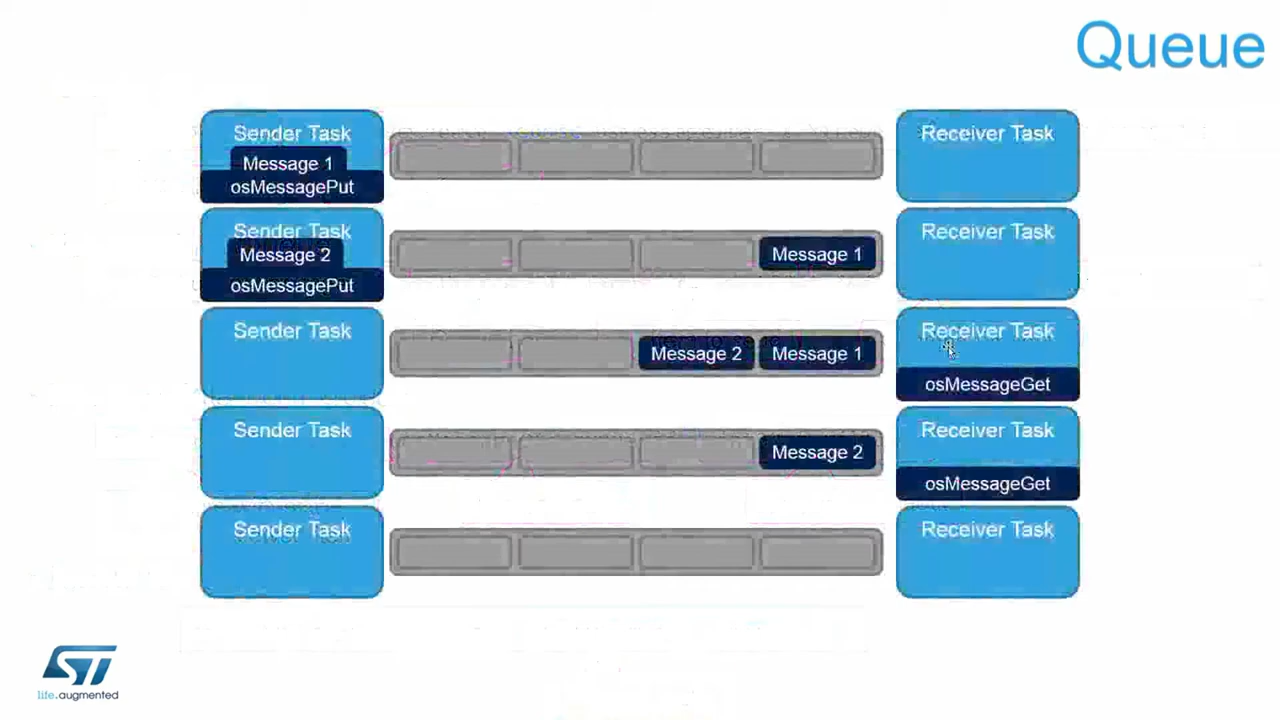 Queue
Sender Task
Message 1
osMessagePut
Receiver Task
Sender Task
Message 2
osMessagePut
Message 1
Receiver Task
Sender Task
Message 2
Message 1
Receiver Task
osMessageGet
Sender Task
Message 2
Receiver Task
osMessageGet
Sender Task
Receiver Task
ST
life.augmented